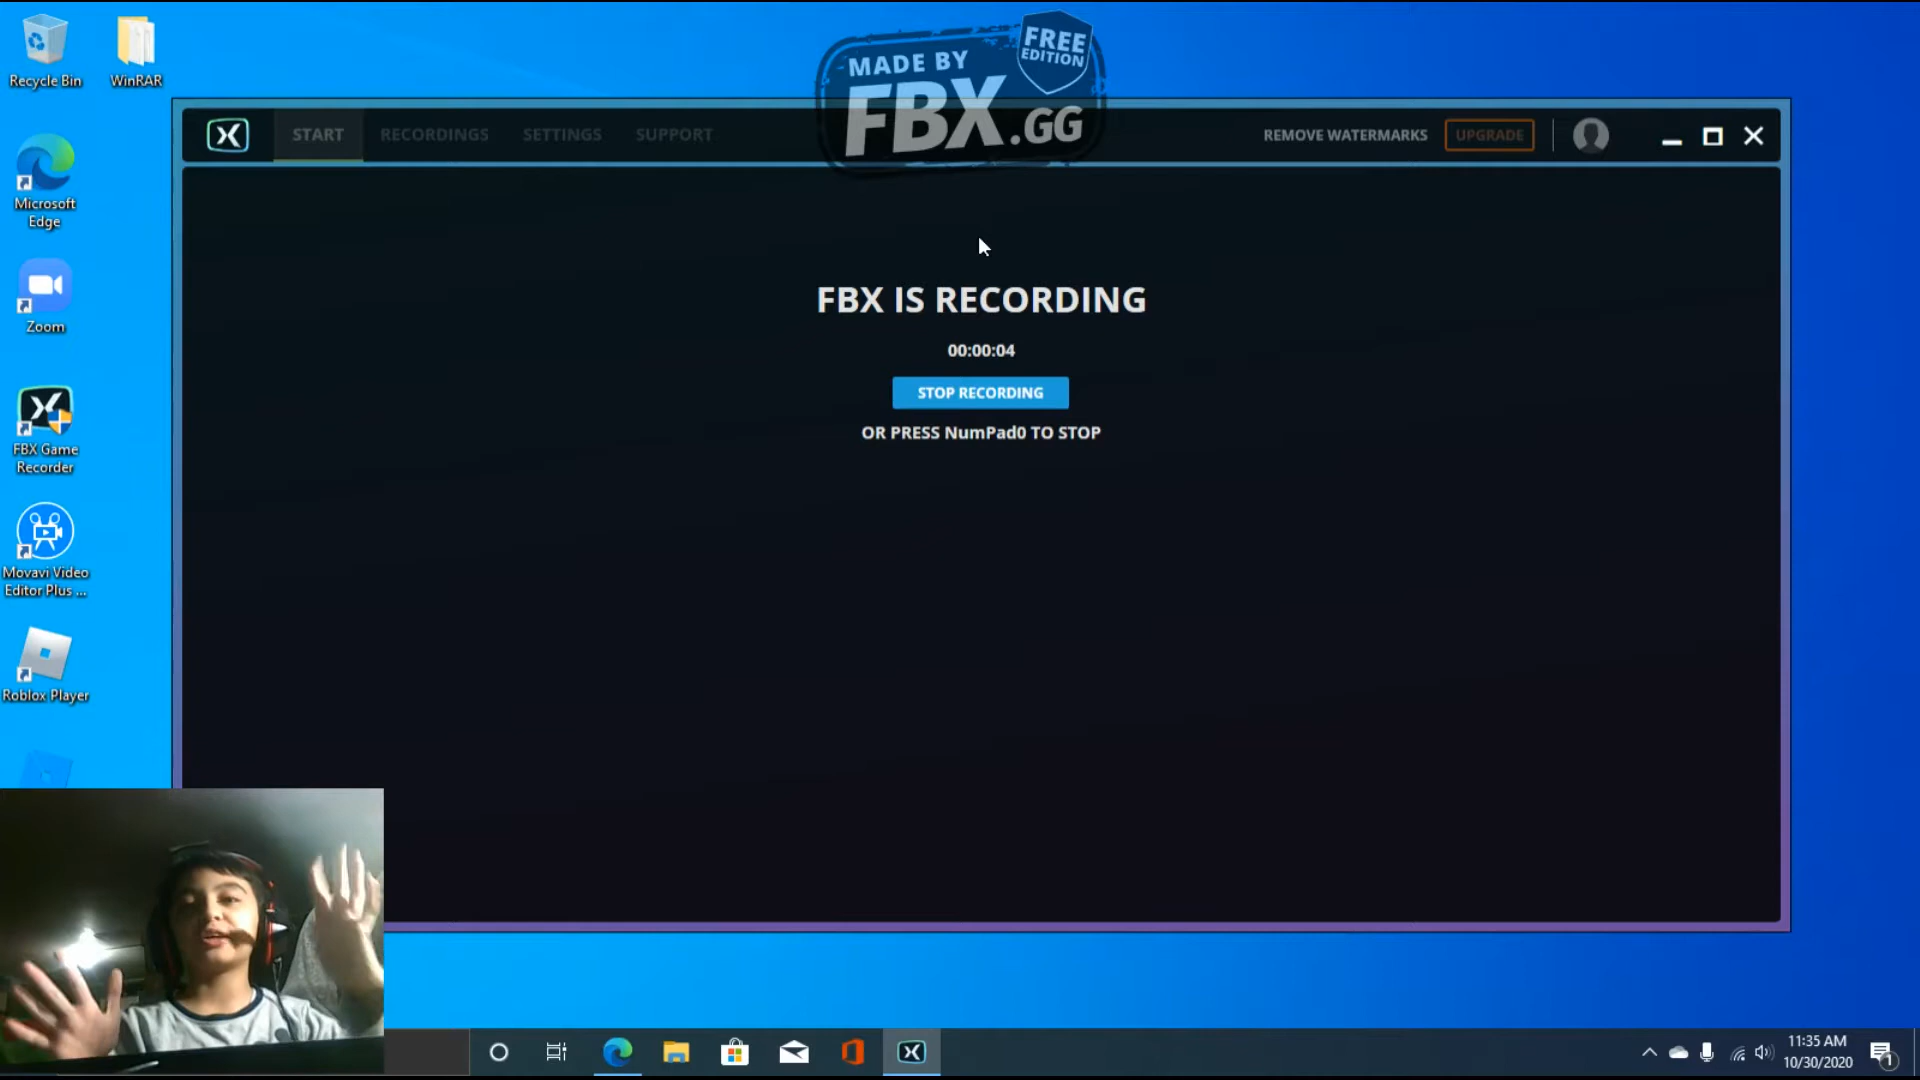 Recycle Bin
WinRAR
Microsoft
Edge
Zoom
FBX Game
Recorder
Movavi Video
Editor Plus ...
Roblox Player
MADE BY
FBX.GG
FREE
EDITION
START
RECORDINGS
SETTINGS
SUPPORT
REMOVE WATERMARKS
UPGRADE
FBX IS RECORDING
00:00:04
STOP RECORDING
OR PRESS NumPad0 TO STOP
11:35 AM
10/30/2020
1